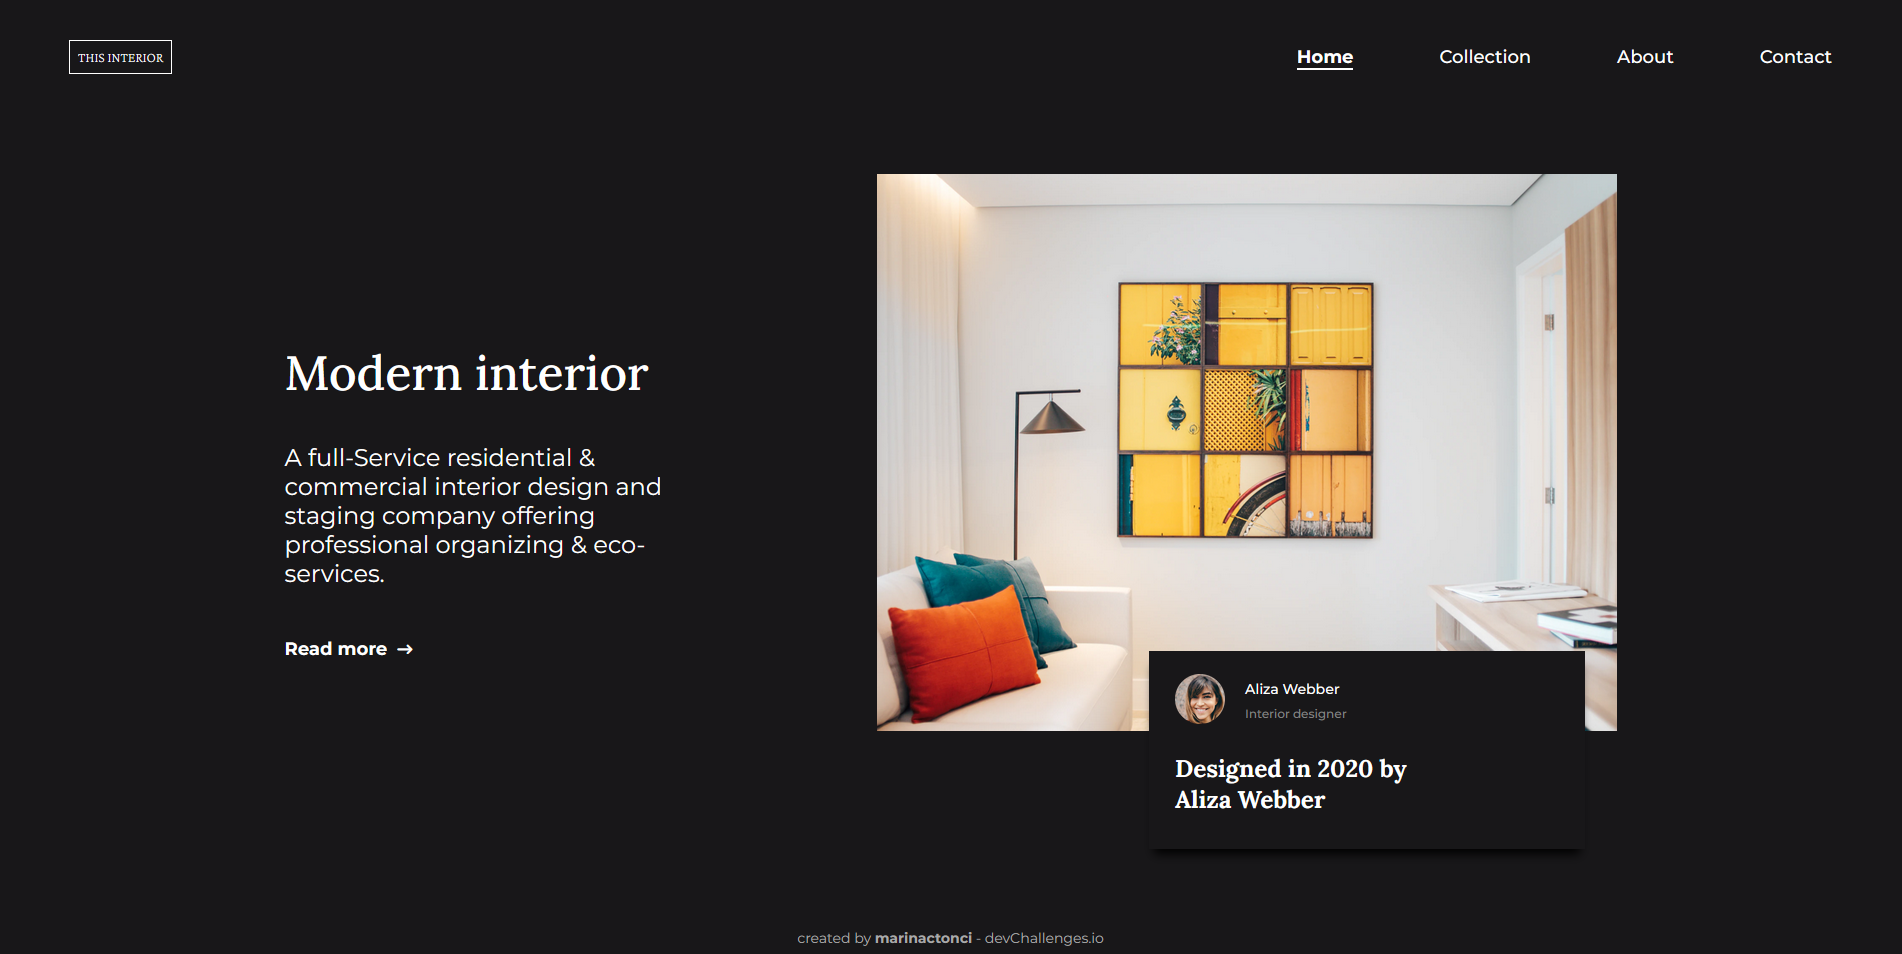 THIS INTERIOR
Home
Collection
About
Contact
Modern interior
A full-Service residential &
commercial interior design and
staging company offering
professional organizing & eco-
services.
Read more →
Aliza Webber
Interior designer
Designed in 2020 by
Aliza Webber
created by marinactonci - devChallenges.io